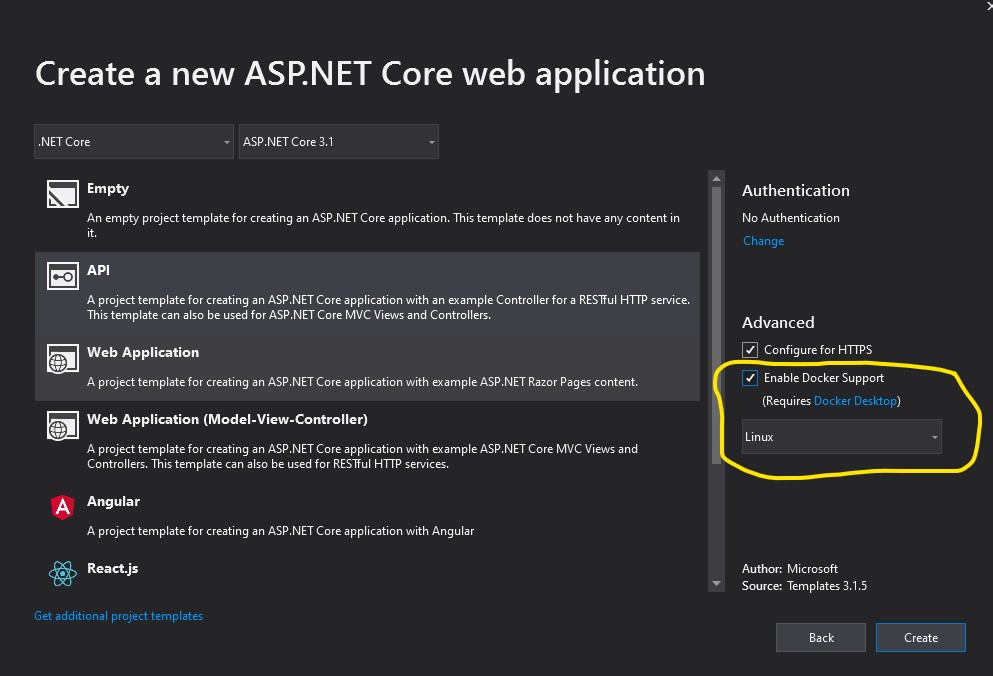 Create a new ASP.NET Core web application
.NET Core
ASP.NET Core 3.1
Empty
An empty project template for creating an ASP.NET Core application. This template does not have any content in
it.
API
A project template for creating an ASP.NET Core application with an example Controller for a RESTful HTTP service.
This template can also be used for ASP.NET Core MVC Views and Controllers.
Web Application
A project template for creating an ASP.NET Core application with example ASP.NET Razor Pages content.
Web Application (Model-View-Controller)
A project template for creating an ASP.NET Core application with example ASP.NET Core MVC Views and
Controllers. This template can also be used for RESTful HTTP services.
Angular
A project template for creating an ASP.NET Core application with Angular
React.js
Get additional project templates
Authentication
No Authentication
Change
Advanced
Configure for HTTPS
Enable Docker Support
(Requires Docker Desktop)
Linux
Author: Microsoft
Source: Templates 3.1.5
Back
Create